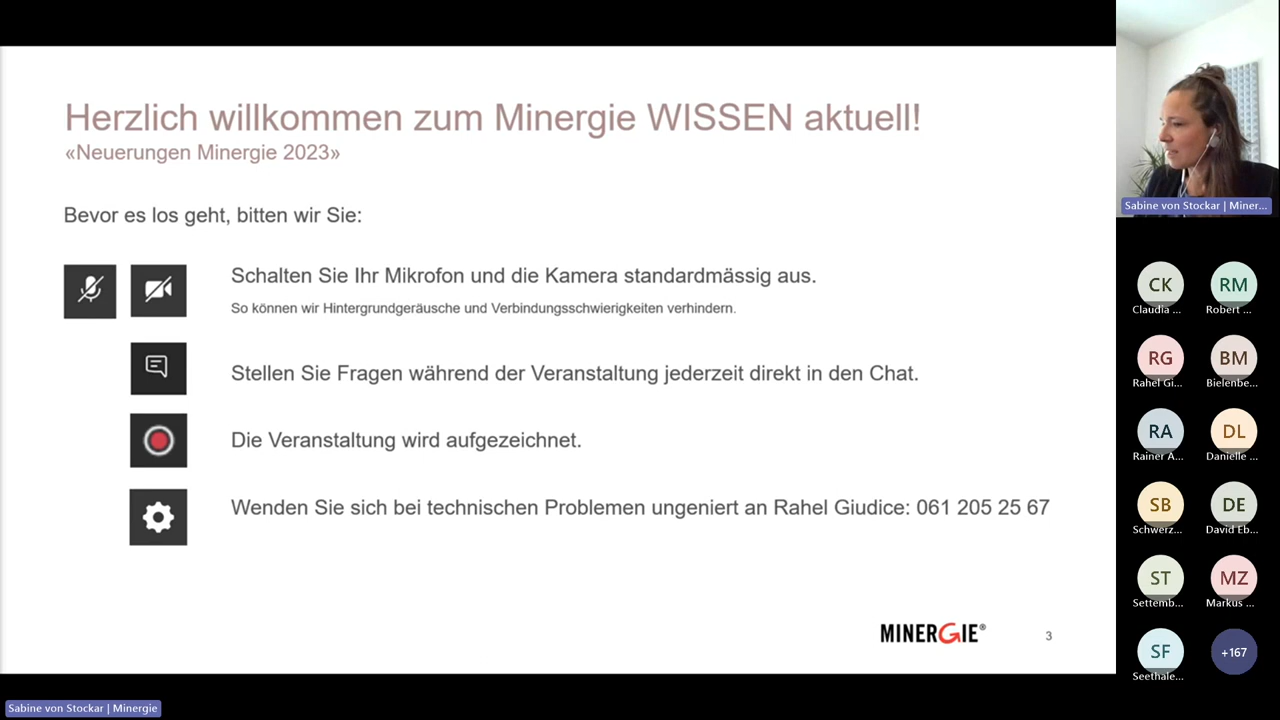 Herzlich willkommen zum Minergie WISSEN aktuell!
«Neuerungen Minergie 2023»
Bevor es los geht, bitten wir Sie:
Schalten Sie Ihr Mikrofon und die Kamera standardmässig aus.
So können wir Hintergrundgeräusche und Verbindungsschwierigkeiten verhindern.
Stellen Sie Fragen während der Veranstaltung jederzeit direkt in den Chat.
Die Veranstaltung wird aufgezeichnet.
Wenden Sie sich bei technischen Problemen ungeniert an Rahel Giudice: 061 205 25 67
MINERGIE®
3
Sabine von Stockar | Minergie
Sabine von Stockar | Miner...
CK
Claudia ...
RM
Robert ...
RG
Rahel Gi...
BM
Bielenbe...
RA
Rainer A...
DL
Danielle ...
SB
Schwerz...
DE
David Eb...
ST
Settemb...
MZ
Markus ...
SF
Seethale...
+167